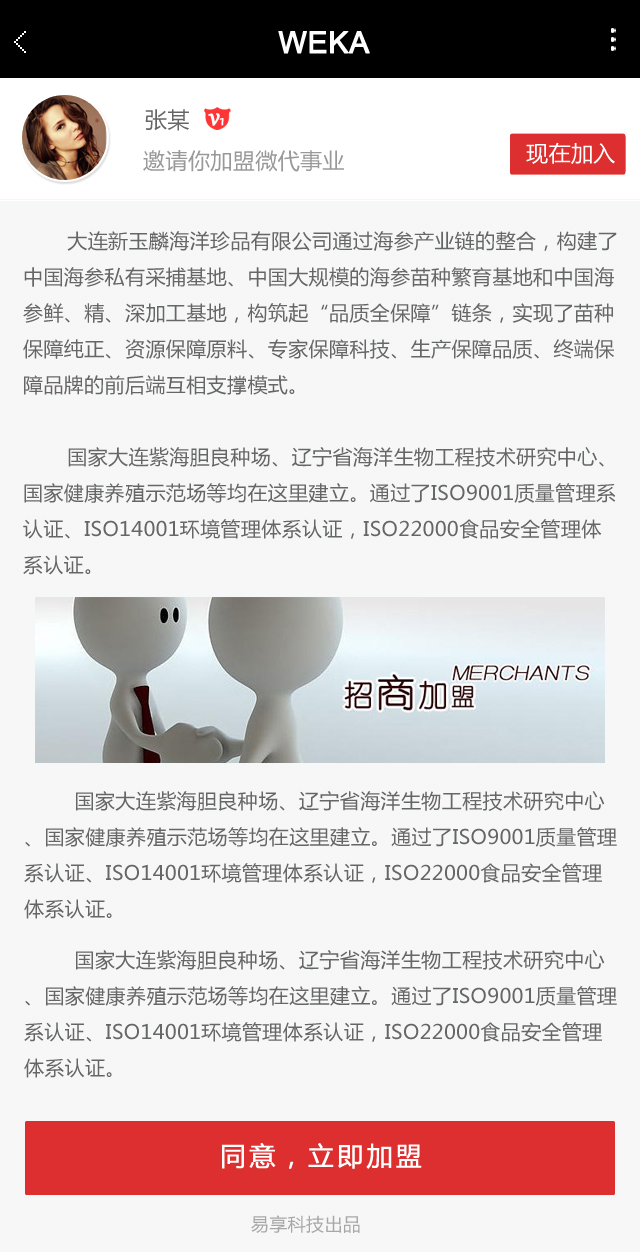 WEKA
张某 V1
邀请你加盟微代事业
现在加入
大连新玉麟海洋珍品有限公司通过海参产业链的整合，构建了
中国海参私有采捕基地、中国大规模的海参苗种繁育基地和中国海
参鲜、精、深加工基地，构筑起“品质全保障”链条，实现了苗种
保障纯正、资源保障原料、专家保障科技、生产保障品质、终端保
障品牌的前后端互相支撑模式。
国家大连紫海胆良种场、辽宁省海洋生物工程技术研究中心、
国家健康养殖示范场等均在这里建立。通过了ISO9001质量管理系
认证、ISO14001环境管理体系认证，ISO22000食品安全管理体
系认证。
招商加盟 MERCHANTS
国家大连紫海胆良种场、辽宁省海洋生物工程技术研究中心
、国家健康养殖示范场等均在这里建立。通过了ISO9001质量管理
系认证、ISO14001环境管理体系认证，ISO22000食品安全管理
体系认证。
国家大连紫海胆良种场、辽宁省海洋生物工程技术研究中心
、国家健康养殖示范场等均在这里建立。通过了ISO9001质量管理
系认证、ISO14001环境管理体系认证，ISO22000食品安全管理
体系认证。
同意，立即加盟
易享科技出品